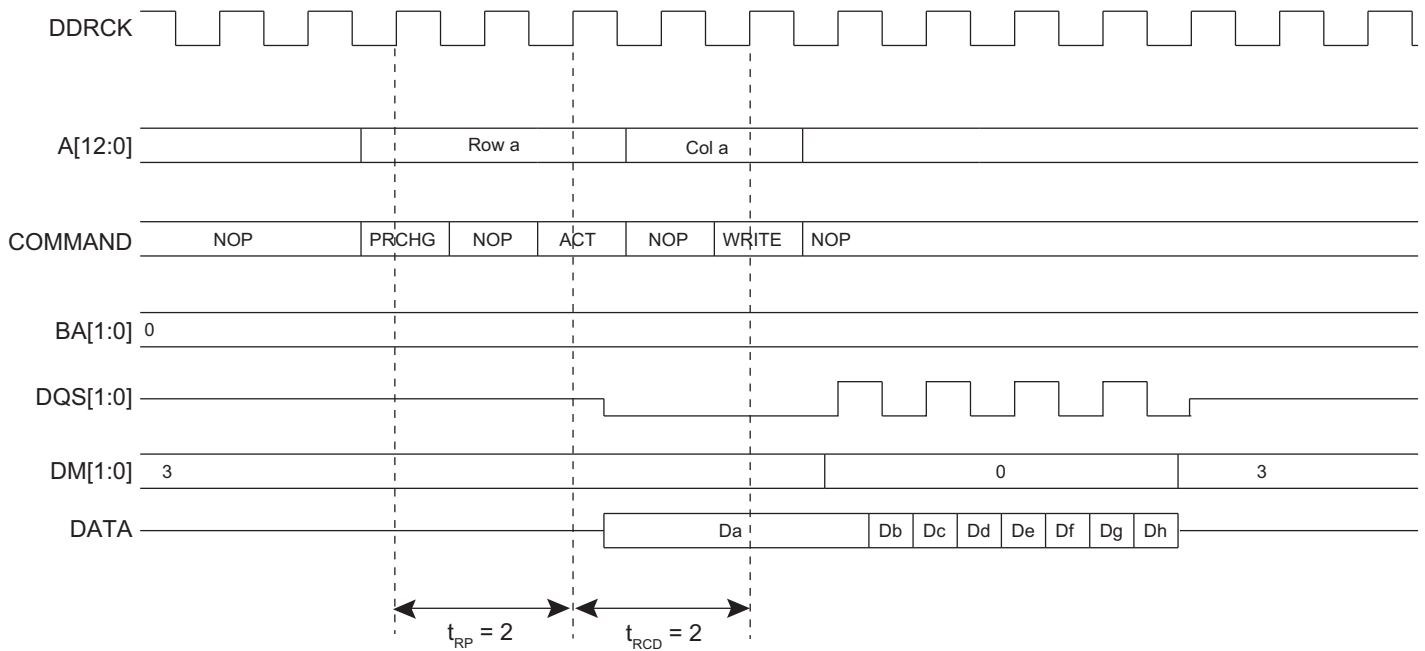 DDRCK
A[12:0] Row a Col a
COMMAND NOP PRCHG NOP ACT NOP WRITE NOP
BA[1:0] 0
DQS[1:0]
DM[1:0] 3 0 3
DATA Da Db Dc Dd De Df Dg Dh
tRP = 2 tRCD = 2